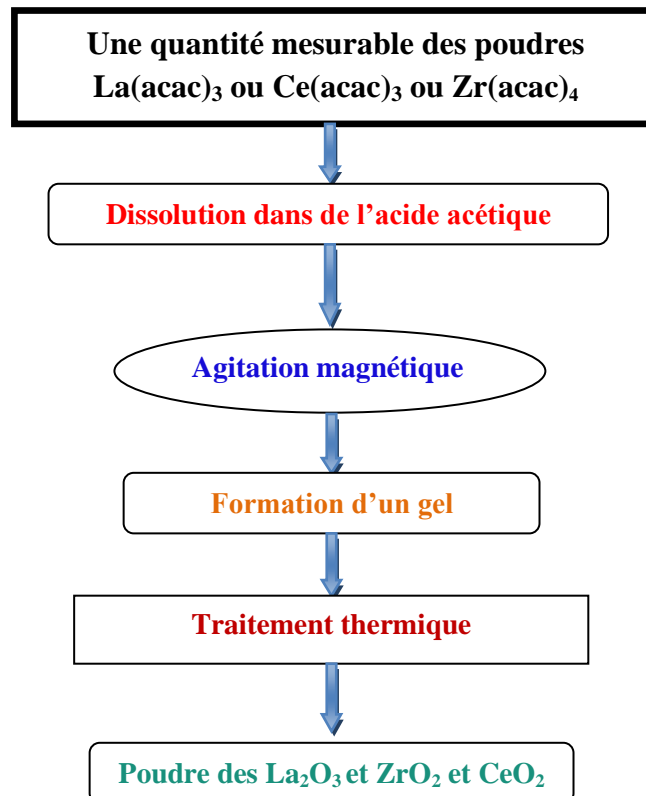 Une quantité mesurable des poudres
La(acac)₃ ou Ce(acac)₃ ou Zr(acac)₄
Dissolution dans de l’acide acétique
Agitation magnétique
Formation d’un gel
Traitement thermique
Poudre des La₂O₃ et ZrO₂ et CeO₂